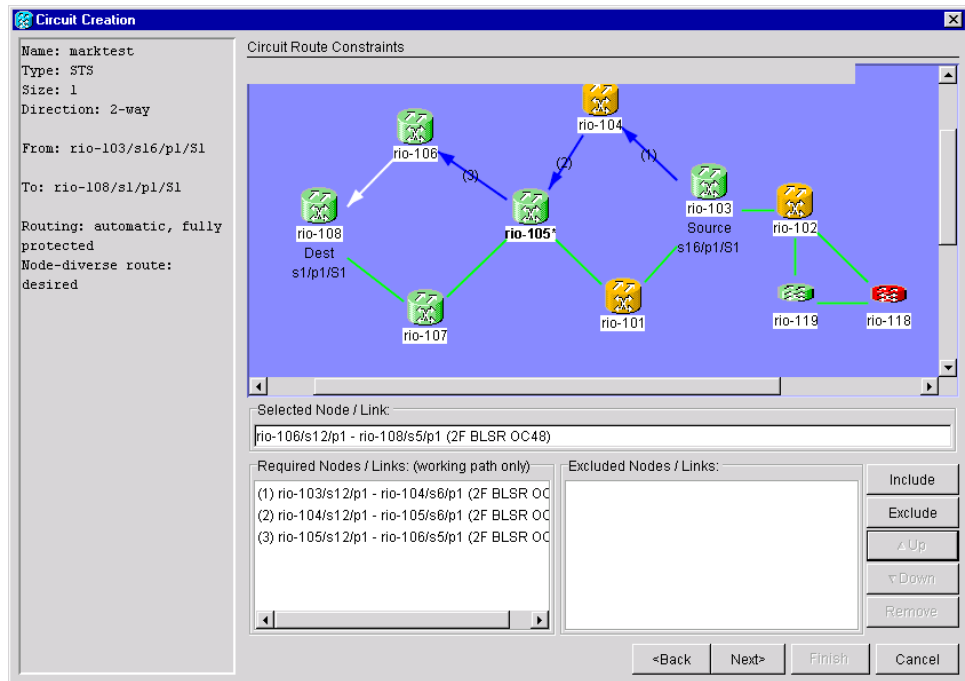 Circuit Creation
Name: marktest
Type: STS
Size: 1
Direction: 2-way
From: rio-103/s16/p1/S1
To: rio-108/s1/p1/S1
Routing: automatic, fully
protected
Node-diverse route:
desired
Circuit Route Constraints
rio-104
rio-106
(1)
(2)
(3)
rio-103
Source
s16/p1/S1
rio-102
rio-108
Dest
s1/p1/S1
rio-105*
rio-107
rio-101
rio-119
rio-118
Selected Node / Link:
rio-106/s12/p1 - rio-108/s5/p1 (2F BLSR OC48)
Required Nodes / Links: (working path only)
(1) rio-103/s12/p1 - rio-104/s6/p1 (2F BLSR OC
(2) rio-104/s12/p1 - rio-105/s6/p1 (2F BLSR OC
(3) rio-105/s12/p1 - rio-106/s5/p1 (2F BLSR OC
Excluded Nodes / Links:
Include
Exclude
Up
Down
Remove
<Back
Next>
Finish
Cancel